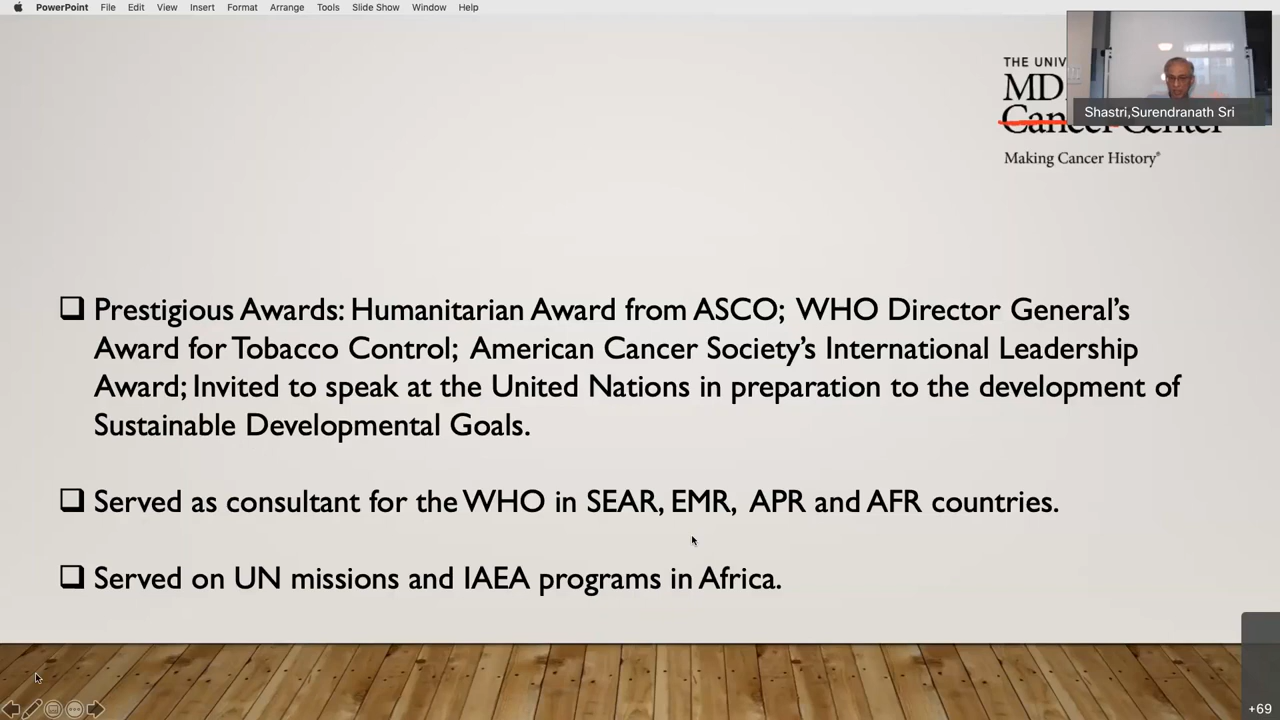 PowerPoint File Edit View Insert Format Arrange Tools Slide Show Window Help
THE UNIV
MD
Cancer Center
Making Cancer History®
Shastri,Surendranath Sri
❑ Prestigious Awards: Humanitarian Award from ASCO; WHO Director General's
Award for Tobacco Control; American Cancer Society's International Leadership
Award; Invited to speak at the United Nations in preparation to the development of
Sustainable Developmental Goals.
❑ Served as consultant for the WHO in SEAR, EMR, APR and AFR countries.
❑ Served on UN missions and IAEA programs in Africa.
+69